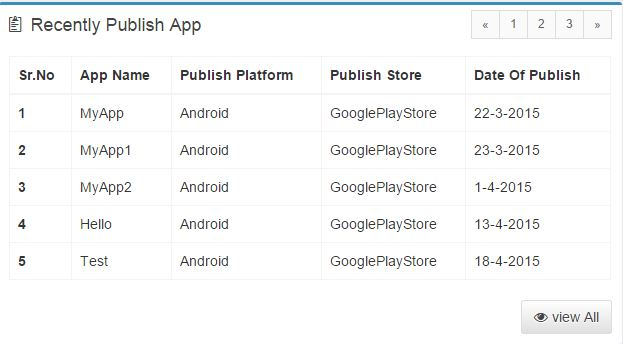 Recently Publish App « 1 2 3 »
Sr.No App Name Publish Platform Publish Store Date Of Publish
1 MyApp Android GooglePlayStore 22-3-2015
2 MyApp1 Android GooglePlayStore 23-3-2015
3 MyApp2 Android GooglePlayStore 1-4-2015
4 Hello Android GooglePlayStore 13-4-2015
5 Test Android GooglePlayStore 18-4-2015
view All